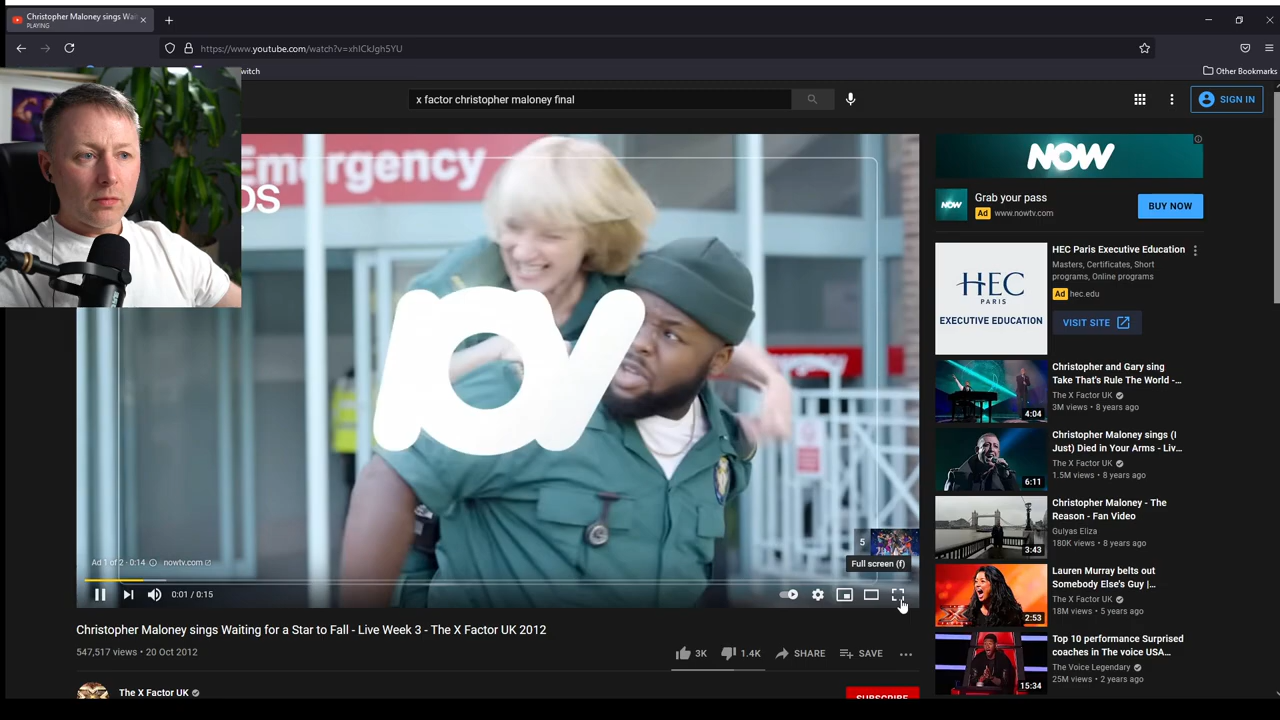 Christopher Maloney sings Wai
PLAYING
https://www.youtube.com/watch?v=xhICkJgh5YU
witch
Other Bookmarks
x factor christopher maloney final
SIGN IN
Emergency
NOW
Grab your pass
NOW
Ad www.nowtv.com
BUY NOW
HEC PARIS
EXECUTIVE EDUCATION
HEC Paris Executive Education
Masters, Certificates, Short
programs, Online programs
Ad hec.edu
VISIT SITE
Christopher and Gary sing
Take That's Rule The World -...
The X Factor UK
3M views • 8 years ago
4:04
Christopher Maloney sings (I
Just) Died in Your Arms - Liv...
The X Factor UK
1.5M views • 8 years ago
6:11
Christopher Maloney - The
Reason - Fan Video
Gulyas Eliza
180K views • 8 years ago
3:43
Lauren Murray belts out
Somebody Else's Guy |...
The X Factor UK
18M views • 5 years ago
2:53
Top 10 performance Surprised
coaches in The voice USA...
The Voice Legendary
25M views • 2 years ago
15:34
5
Full screen (f)
Ad 1 of 2 · 0:14 nowtv.com
0:01 / 0:15
Christopher Maloney sings Waiting for a Star to Fall - Live Week 3 - The X Factor UK 2012
547,517 views • 20 Oct 2012
3K
1.4K
SHARE
SAVE
The X Factor UK
SUBSCRIBE